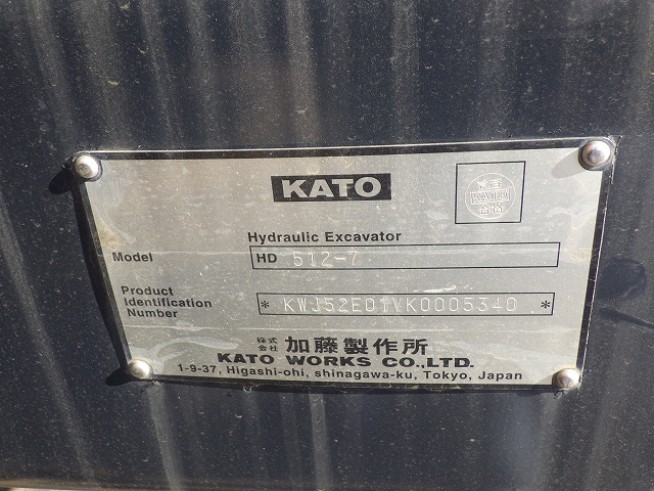 KATO
Hydraulic Excavator
Model HD 512-7
Product
Identification
Number
* KWJ52E01VK0005340 *
株式会社 加藤製作所
KATO WORKS CO.,LTD.
1-9-37, Higashi-ohi, shinagawa-ku, Tokyo, Japan